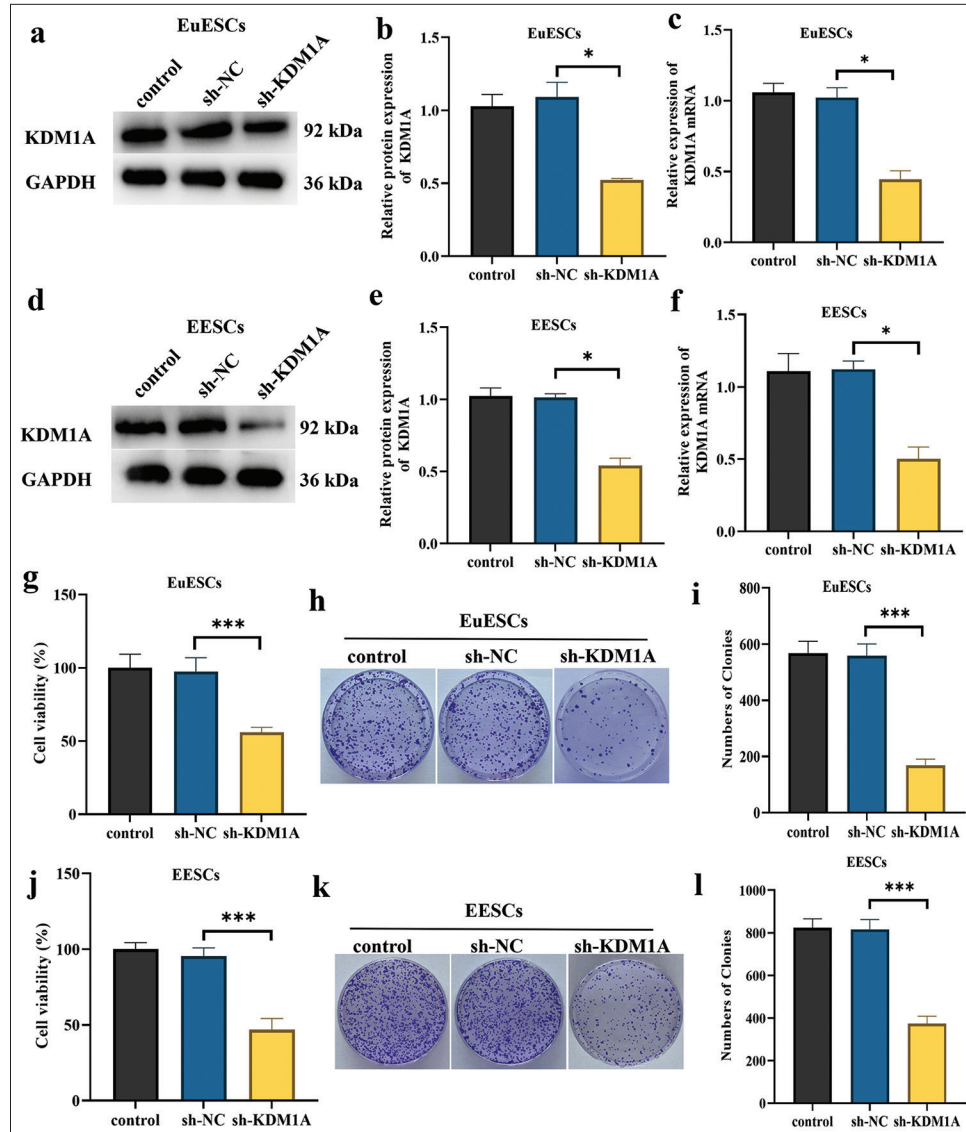 a
EuESCs
control
sh-NC
sh-KDM1A
KDM1A
92 kDa
GAPDH
36 kDa
b
EuESCs
Relative protein expression
of KDM1A
1.5
1.0
0.5
0.0
*
control
sh-NC
sh-KDM1A
c
EuESCs
Relative expression of
KDM1A mRNA
1.5
1.0
0.5
0.0
*
control
sh-NC
sh-KDM1A
d
EESCs
control
sh-NC
sh-KDM1A
KDM1A
92 kDa
GAPDH
36 kDa
e
EESCs
Relative protein expression
of KDM1A
1.5
1.0
0.5
0.0
*
control
sh-NC
sh-KDM1A
f
EESCs
Relative expression of
KDM1A mRNA
1.5
1.0
0.5
0.0
*
control
sh-NC
sh-KDM1A
g
EuESCs
Cell viability (%)
150
100
50
0
***
control
sh-NC
sh-KDM1A
h
EuESCs
control
sh-NC
sh-KDM1A
i
EuESCs
Numbers of Clonies
800
600
400
200
0
***
control
sh-NC
sh-KDM1A
j
EESCs
Cell viability (%)
150
100
50
0
***
control
sh-NC
sh-KDM1A
k
EESCs
control
sh-NC
sh-KDM1A
l
EESCs
Numbers of Clonies
1000
800
600
400
200
0
***
control
sh-NC
sh-KDM1A